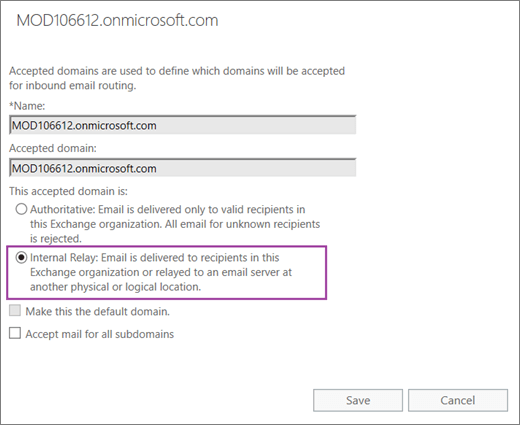 MOD106612.onmicrosoft.com
Accepted domains are used to define which domains will be accepted
for inbound email routing.
*Name:
MOD106612.onmicrosoft.com
Accepted domain:
MOD106612.onmicrosoft.com
This accepted domain is:
Authoritative: Email is delivered only to valid recipients in
this Exchange organization. All email for unknown recipients
is rejected.
Internal Relay: Email is delivered to recipients in this
Exchange organization or relayed to an email server at
another physical or logical location.
Make this the default domain.
Accept mail for all subdomains
Save
Cancel